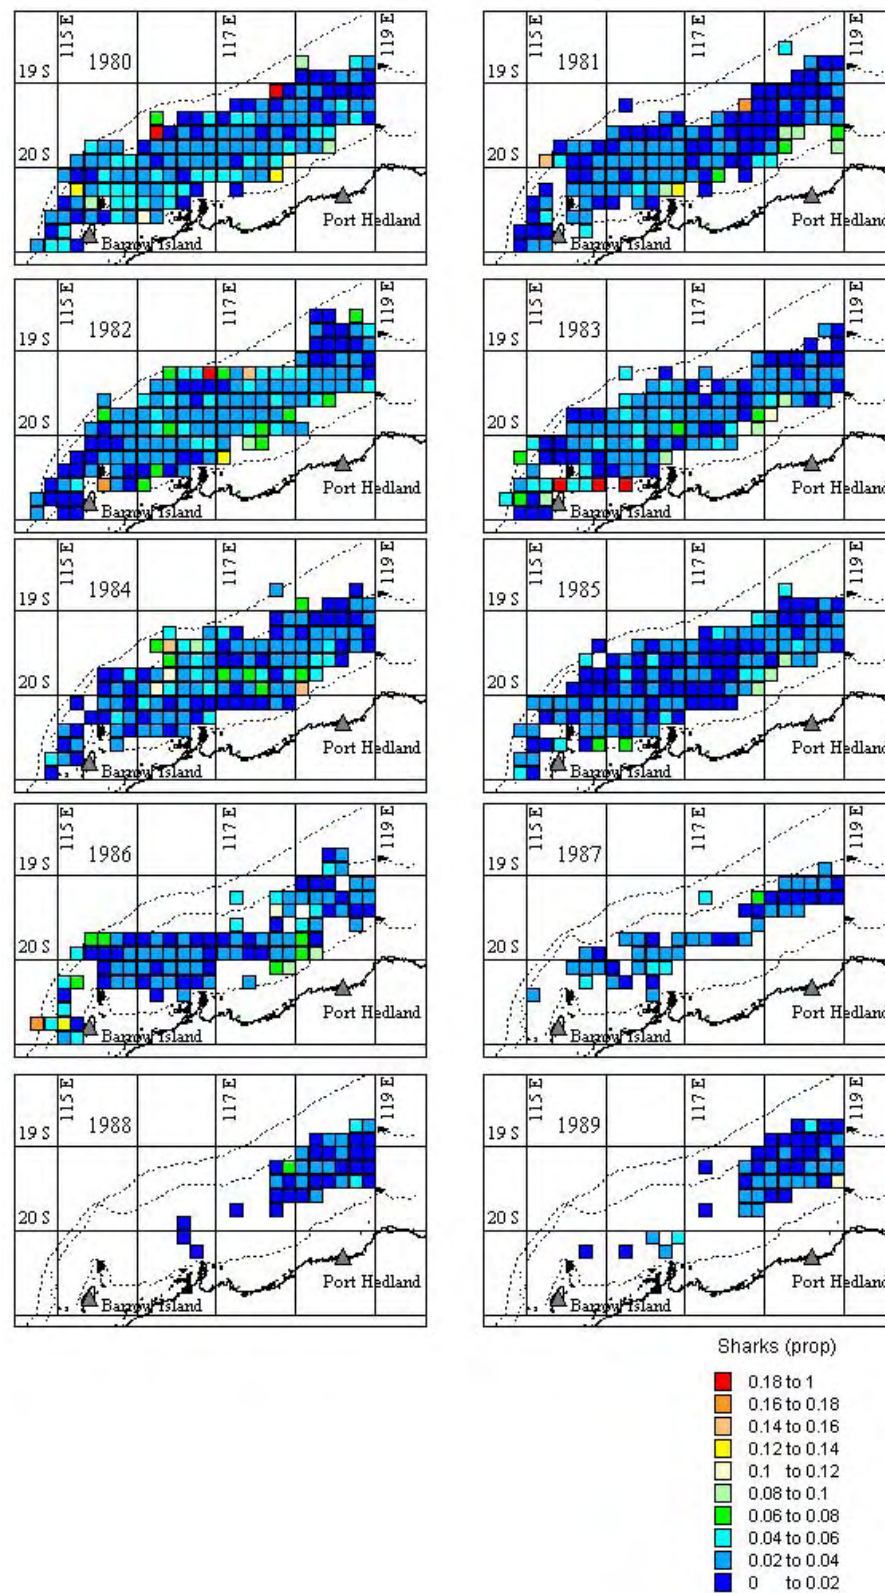 115 E
117 E
119 E
1980
19 S
20 S
Port Hedland
Barrow Island
115 E
117 E
119 E
1981
19 S
20 S
Port Hedland
Barrow Island
115 E
117 E
119 E
1982
19 S
20 S
Port Hedland
Barrow Island
115 E
117 E
119 E
1983
19 S
20 S
Port Hedland
Barrow Island
115 E
117 E
119 E
1984
19 S
20 S
Port Hedland
Barrow Island
115 E
117 E
119 E
1985
19 S
20 S
Port Hedland
Barrow Island
115 E
117 E
119 E
1986
19 S
20 S
Port Hedland
Barrow Island
115 E
117 E
119 E
1987
19 S
20 S
Port Hedland
Barrow Island
115 E
117 E
119 E
1988
19 S
20 S
Port Hedland
Barrow Island
115 E
117 E
119 E
1989
19 S
20 S
Port Hedland
Barrow Island
Sharks (prop)
0.18 to 1
0.16 to 0.18
0.14 to 0.16
0.12 to 0.14
0.1 to 0.12
0.08 to 0.1
0.06 to 0.08
0.04 to 0.06
0.02 to 0.04
0 to 0.02